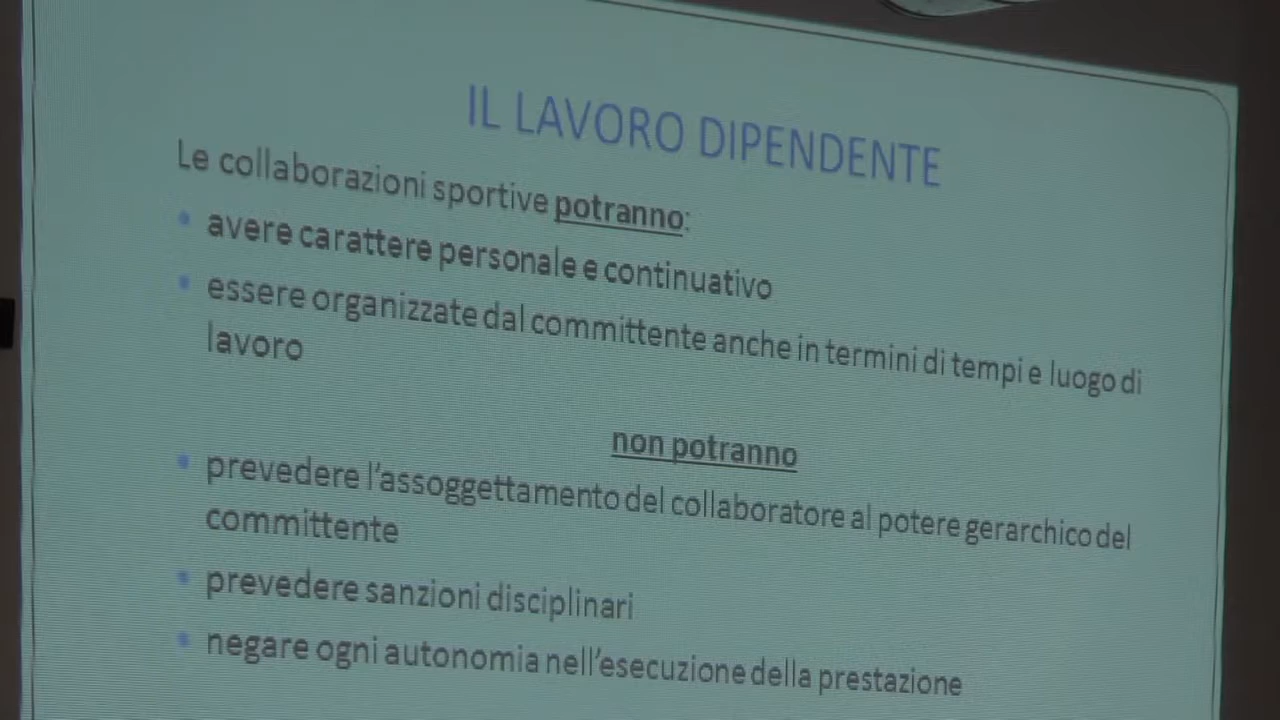 IL LAVORO DIPENDENTE
Le collaborazioni sportive potranno:
• avere carattere personale e continuativo
• essere organizzate dal committente anche in termini di tempi e luogo di
lavoro
non potranno
• prevedere l'assoggettamento del collaboratore al potere gerarchico del
committente
• prevedere sanzioni disciplinari
• negare ogni autonomia nell'esecuzione della prestazione